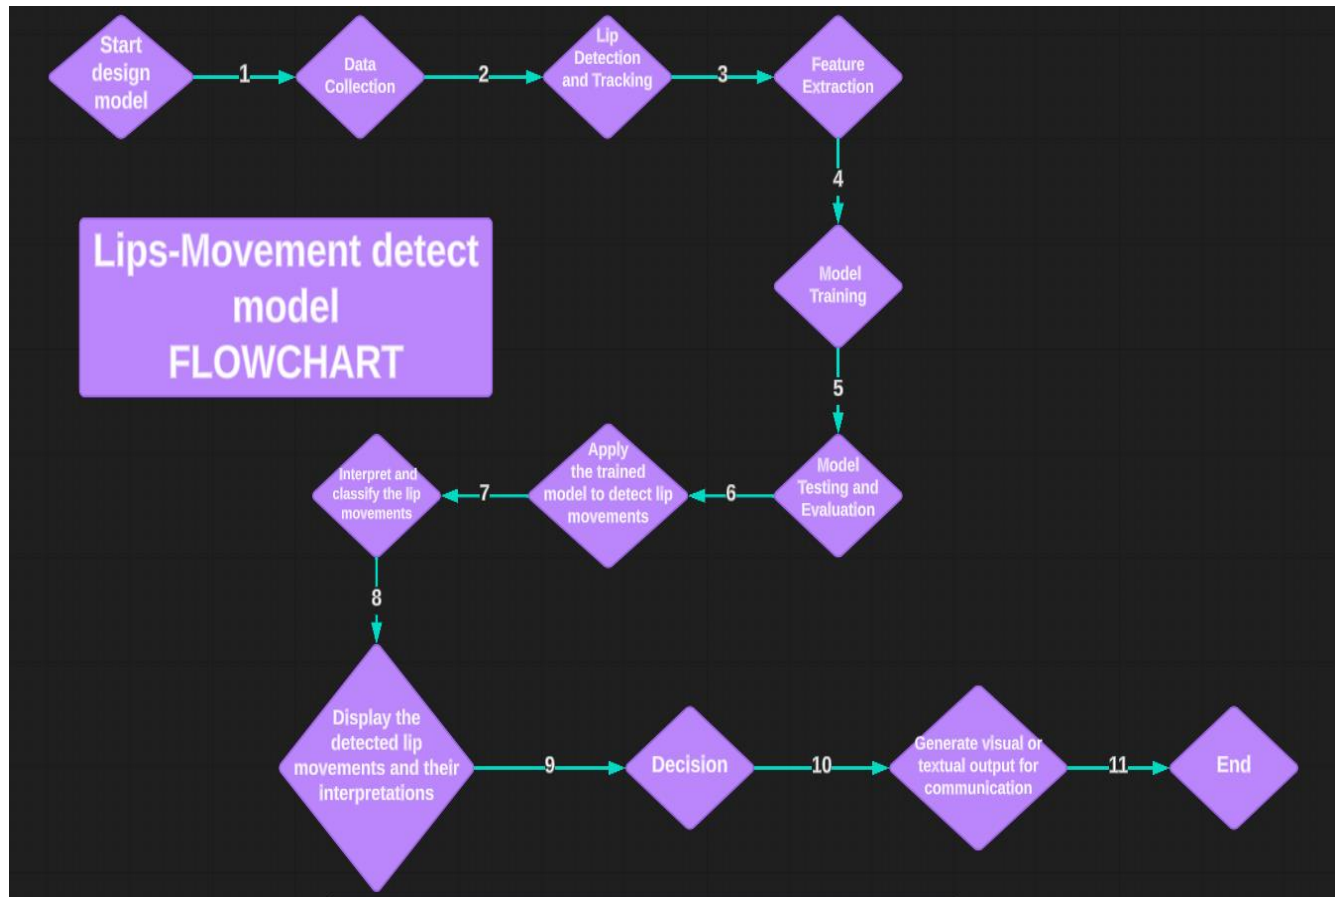 Start
design
model
1
Data
Collection
2
Lip
Detection
and Tracking
3
Feature
Extraction
4
Lips-Movement detect
model
FLOWCHART
Model
Training
5
Model
Testing and
Evaluation
6
Apply
the trained
model to detect lip
movements
7
Interpret and
classify the lip
movements
8
Display the
detected lip
movements and their
interpretations
9
Decision
10
Generate visual or
textual output for
communication
11
End